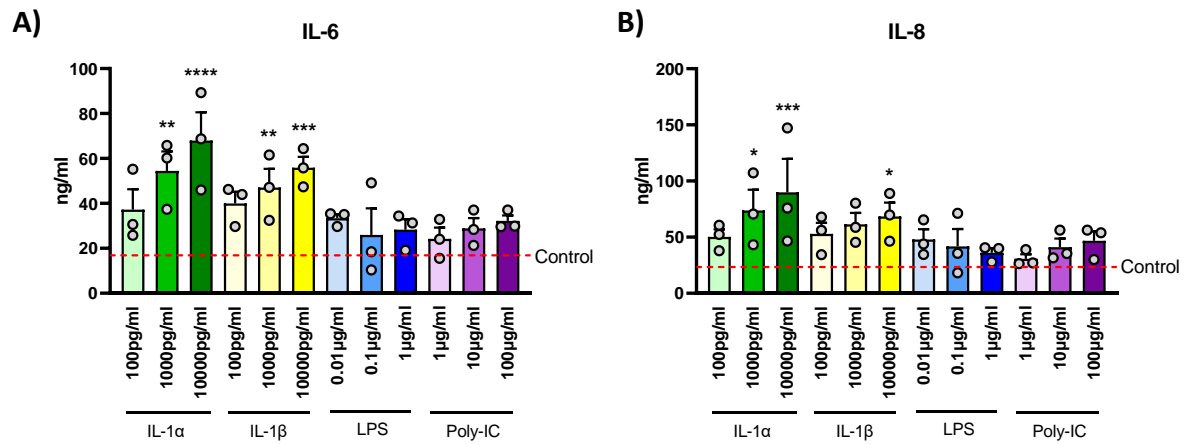 A)
IL-6
ng/ml
100
80
60
40
20
0
** **** ** ***
Control
100pg/ml
1000pg/ml
10000pg/ml
100pg/ml
1000pg/ml
10000pg/ml
0.01µg/ml
0.1µg/ml
1µg/ml
1µg/ml
10µg/ml
100µg/ml
IL-1α IL-1β LPS Poly-IC
B)
IL-8
ng/ml
200
150
100
50
0
* *** *
Control
100pg/ml
1000pg/ml
10000pg/ml
100pg/ml
1000pg/ml
10000pg/ml
0.01µg/ml
0.1µg/ml
1µg/ml
1µg/ml
10µg/ml
100µg/ml
IL-1α IL-1β LPS Poly-IC